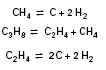 CH₄ = C + 2 H₂
C₃H₈ = C₂H₄ + CH₄
C₂H₄ = 2C + 2 H₂